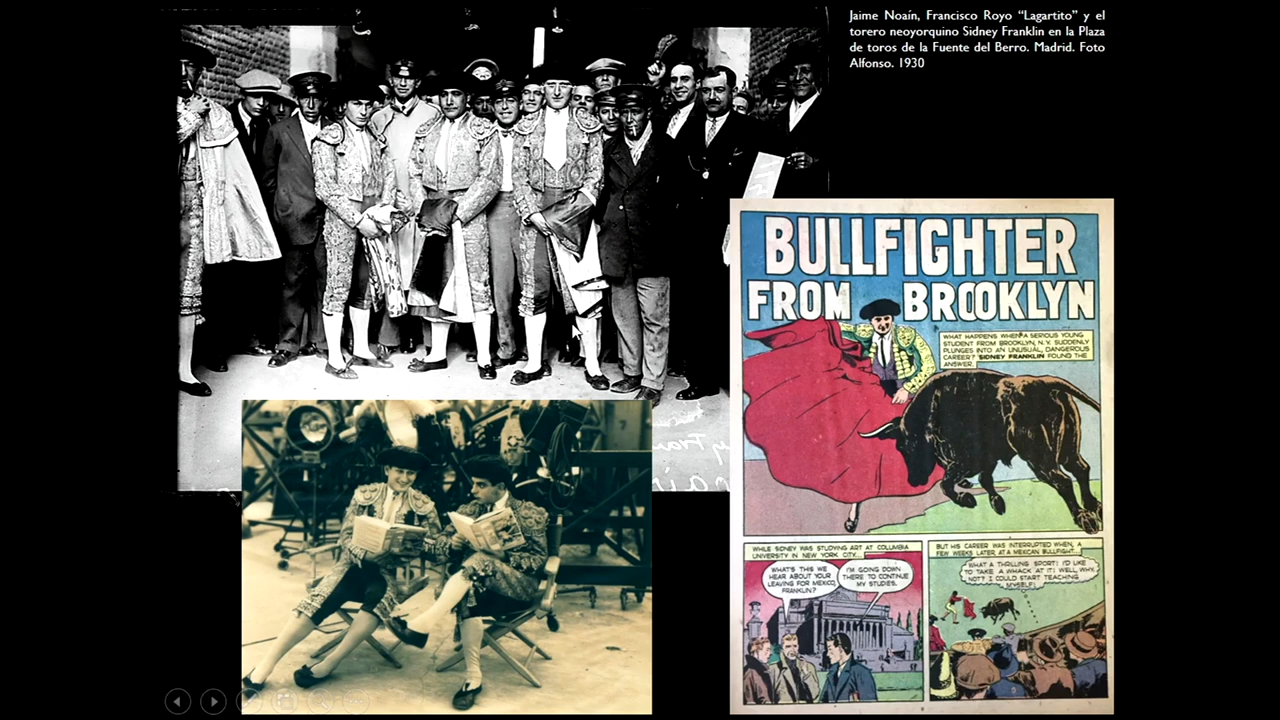 Jaime Noaín, Francisco Royo “Lagartito” y el
torero neoyorquino Sidney Franklin en la Plaza
de toros de la Fuente del Berro. Madrid. Foto
Alfonso. 1930
BULLFIGHTER
FROM BROOKLYN
WHAT HAPPENS WHEN A SERIOUS YOUNG
STUDENT FROM BROOKLYN, N.Y. SUDDENLY
PLUNGES INTO AN UNUSUAL, DANGEROUS
CAREER? SIDNEY FRANKLIN FOUND THE
ANSWER.
WHILE SIDNEY WAS STUDYING ART AT COLUMBIA
UNIVERSITY IN NEW YORK CITY...
WHAT'S THIS WE
HEAR ABOUT YOUR
LEAVING FOR MEXICO,
FRANKLIN?
I'M GOING DOWN
THERE TO CONTINUE
MY STUDIES.
BUT HIS CAREER WAS INTERRUPTED WHEN, A
FEW WEEKS LATER, AT A MEXICAN BULLFIGHT...
WHAT A THRILLING SPORT! I'D LIKE
TO TAKE A WHACK AT IT! WELL, WHY
NOT? I COULD START TEACHING
MYSELF!